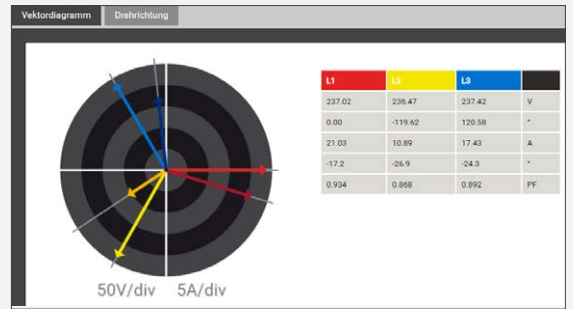 Vektordiagramm Drehrichtung
L1 L2 L3
237.02 236.47 237.42 V
0.00 -119.62 120.58 °
21.03 10.89 17.43 A
-17.2 -26.9 -24.3 °
0.934 0.868 0.892 PF
50V/div 5A/div